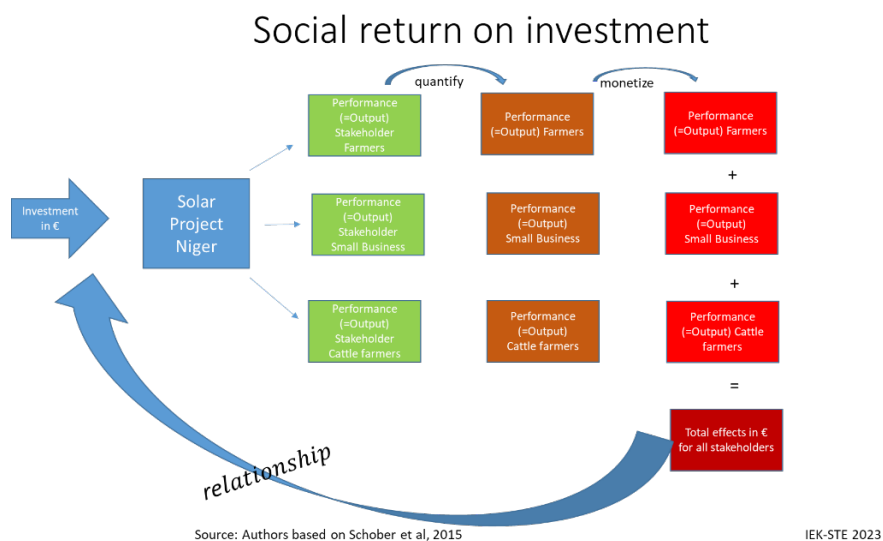 Social return on investment
quantify
monetize
Investment
in €
Solar
Project
Niger
Performance
(=Output)
Stakeholder
Farmers
Performance
(=Output) Farmers
Performance
(=Output) Farmers
+
Performance
(=Output)
Stakeholder
Small Business
Performance
(=Output)
Small Business
Performance
(=Output)
Small Business
+
Performance
(=Output)
Stakeholder
Cattle farmers
Performance
(=Output)
Cattle farmers
Performance
(=Output) Cattle
farmers
=
Total effects in €
for all stakeholders
relationship
Source: Authors based on Schober et al, 2015
IEK-STE 2023